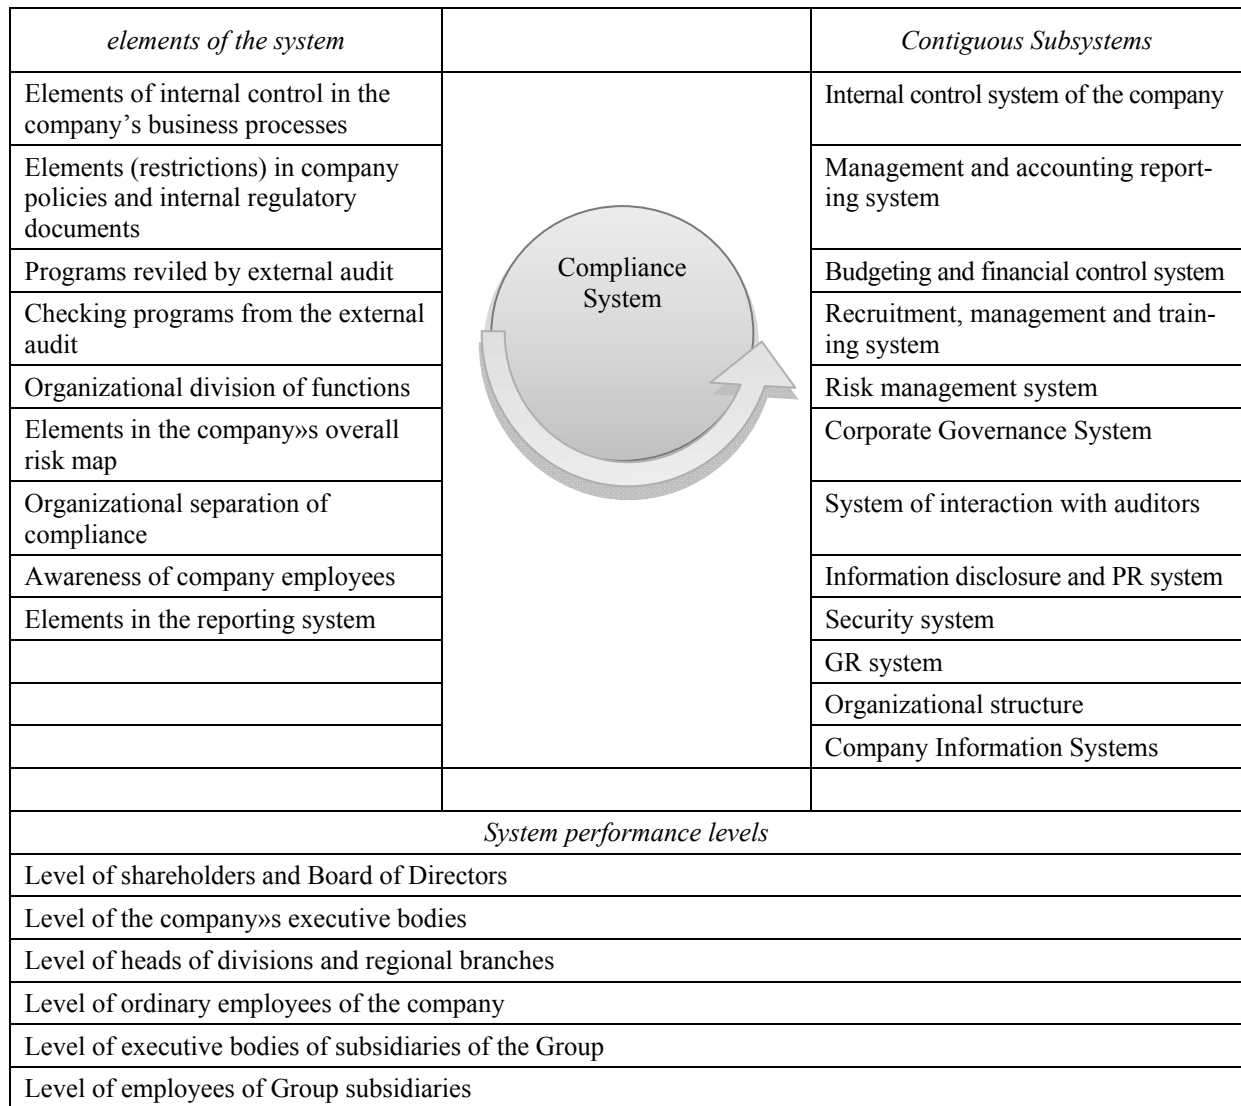 elements of the system
Contiguous Subsystems
Elements of internal control in the
company’s business processes
Internal control system of the company
Elements (restrictions) in company
policies and internal regulatory
documents
Management and accounting report-
ing system
Compliance
System
Programs reviled by external audit
Budgeting and financial control system
Checking programs from the external
audit
Recruitment, management and train-
ing system
Organizational division of functions
Risk management system
Elements in the company»s overall
risk map
Corporate Governance System
Organizational separation of
compliance
System of interaction with auditors
Awareness of company employees
Information disclosure and PR system
Elements in the reporting system
Security system
GR system
Organizational structure
Company Information Systems
System performance levels
Level of shareholders and Board of Directors
Level of the company»s executive bodies
Level of heads of divisions and regional branches
Level of ordinary employees of the company
Level of executive bodies of subsidiaries of the Group
Level of employees of Group subsidiaries